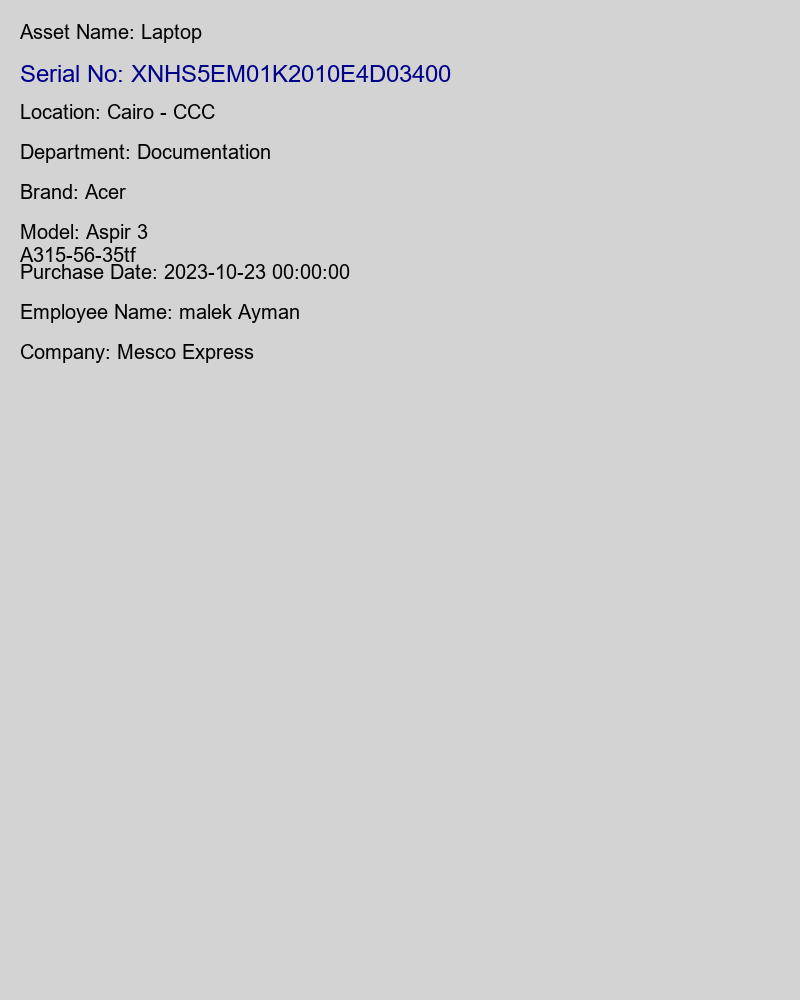 Asset Name: Laptop
Serial No: XNHS5EM01K2010E4D03400
Location: Cairo - CCC
Department: Documentation
Brand: Acer
Model: Aspir 3
A315-56-35tf
Purchase Date: 2023-10-23 00:00:00
Employee Name: malek Ayman
Company: Mesco Express